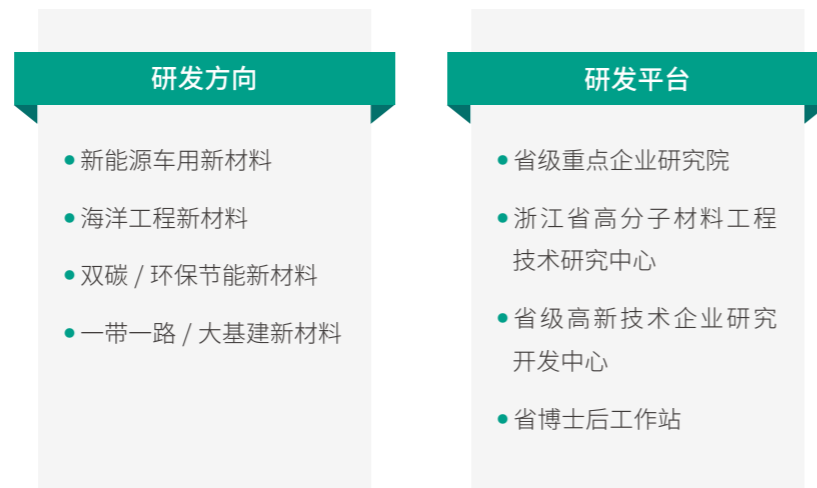 研发方向
•新能源车用新材料
•海洋工程新材料
•双碳 / 环保节能新材料
•一带一路 / 大基建新材料
研发平台
•省级重点企业研究院
•浙江省高分子材料工程
技术研究中心
•省级高新技术企业研究
开发中心
•省博士后工作站